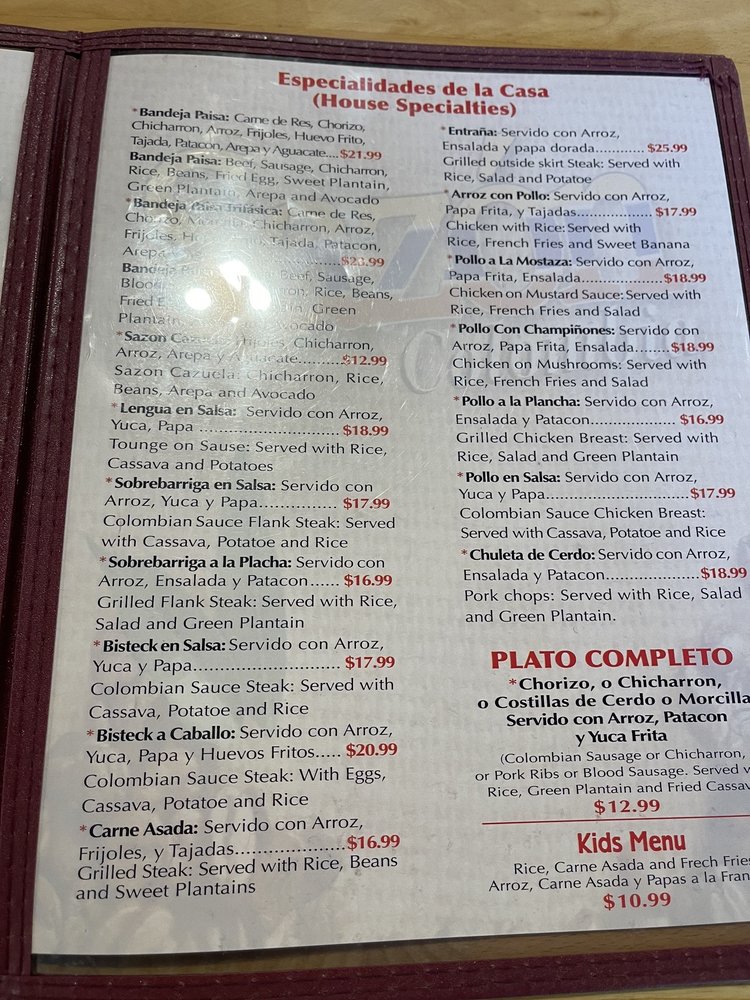 Especialidades de la Casa
(House Specialties)
*Bandeja Paisa: Carne de Res, Chorizo,
Chicharron, Arroz, Frijoles, Huevo Frito,
Tajada, Patacon, Arepa y Aguacate.... $21.99
Bandeja Paisa: Beef, Sausage, Chicharron,
Rice, Beans, Fried Egg, Sweet Plantain,
Green Plantain, Arepa and Avocado
*Bandeja Paisa Trifásica: Carne de Res,
Chorizo, Morcilla, Chicharron, Arroz,
Frijoles, Tajada, Patacon,
Arepa
Bandeja Beef, Sausage,
Blood Rice, Beans,
Fried Green
Plantain Avocado
*Sazon Cazuela: Frijoles, Chicharron,
Arroz, Arepa y Aguacate.......... $12.99
Sazon Cazuela: Chicharron, Rice,
Beans, Arepa and Avocado
*Lengua en Salsa: Servido con Arroz,
Yuca, Papa .............................. $18.99
Tounge on Sause: Served with Rice,
Cassava and Potatoes
*Sobrebarriga en Salsa: Servido con
Arroz, Yuca y Papa................. $17.99
Colombian Sauce Flank Steak: Served
with Cassava, Potatoe and Rice
*Sobrebarriga a la Placha: Servido con
Arroz, Ensalada y Patacon...... $16.99
Grilled Flank Steak: Served with Rice,
Salad and Green Plantain
*Bisteck en Salsa: Servido con Arroz,
Yuca y Papa............................... $17.99
Colombian Sauce Steak: Served with
Cassava, Potatoe and Rice
*Bisteck a Caballo: Servido con Arroz,
Yuca, Papa y Huevos Fritos..... $20.99
Colombian Sauce Steak: With Eggs,
Cassava, Potatoe and Rice
*Carne Asada: Servido con Arroz,
Frijoles, y Tajadas.......................$16.99
Grilled Steak: Served with Rice, Beans
and Sweet Plantains
*Entraña: Servido con Arroz,
Ensalada y papa dorada............ $25.99
Grilled outside skirt Steak: Served with
Rice, Salad and Potatoe
*Arroz con Pollo: Servido con Arroz,
Papa Frita, y Tajadas.................. $17.99
Chicken with Rice: Served with
Rice, French Fries and Sweet Banana
*Pollo a La Mostaza: Servido con Arroz,
Papa Frita, Ensalada.....................$18.99
Chicken on Mustard Sauce: Served with
Rice, French Fries and Salad
*Pollo Con Champiñones: Servido con
Arroz, Papa Frita, Ensalada........$18.99
Chicken on Mushrooms: Served with
Rice, French Fries and Salad
*Pollo a la Plancha: Servido con Arroz,
Ensalada y Patacon.................... $16.99
Grilled Chicken Breast: Served with
Rice, Salad and Green Plantain
*Pollo en Salsa: Servido con Arroz,
Yuca y Papa..................................$17.99
Colombian Sauce Chicken Breast:
Served with Cassava, Potatoe and Rice
*Chuleta de Cerdo: Servido con Arroz,
Ensalada y Patacon......................$18.99
Pork chops: Served with Rice, Salad
and Green Plantain.
PLATO COMPLETO
*Chorizo, o Chicharron,
o Costillas de Cerdo o Morcilla
Servido con Arroz, Patacon
y Yuca Frita
(Colombian Sausage or Chicharron,
or Pork Ribs or Blood Sausage. Served
Rice, Green Plantain and Fried
$12.99
Kids Menu
Rice, Carne Asada and Frech
Arroz, Carne Asada y Papas a la
$10.99